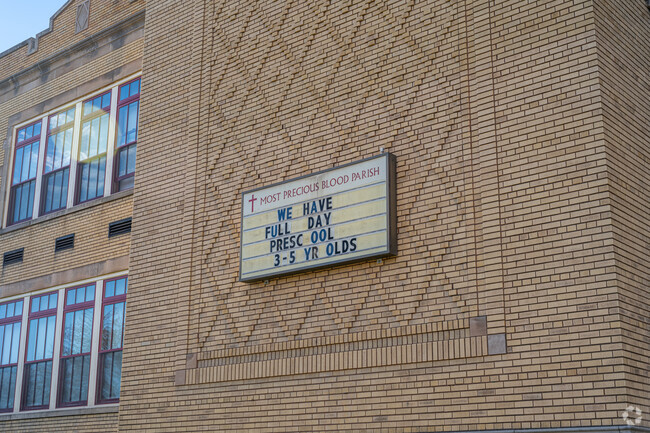 MOST PRECIOUS BLOOD PARISH
WE HAVE
FULL DAY
PRESC OOL
3-5 YR OLDS